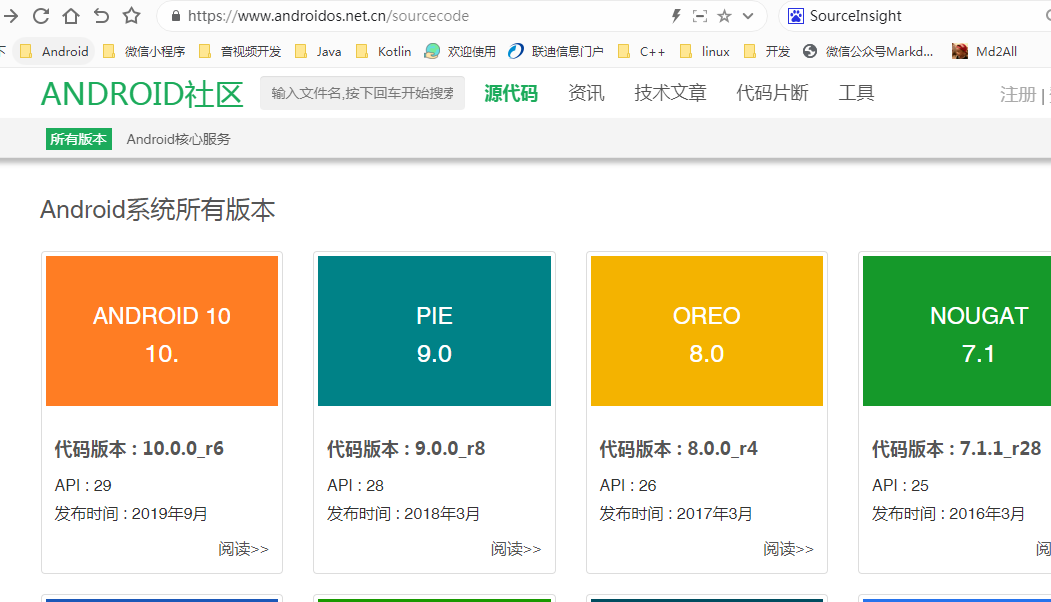 https://www.androidos.net.cn/sourcecode
SourceInsight
Android 微信小程序 音视频开发 Java Kotlin 欢迎使用 联迪信息门户 C++ linux 开发 微信公众号Markd... Md2All
ANDROID社区 输入文件名,按下回车开始搜索 源代码 资讯 技术文章 代码片断 工具 注册 |
所有版本 Android核心服务
Android系统所有版本
ANDROID 10
10.
代码版本 : 10.0.0_r6
API : 29
发布时间 : 2019年9月
阅读>>
PIE
9.0
代码版本 : 9.0.0_r8
API : 28
发布时间 : 2018年3月
阅读>>
OREO
8.0
代码版本 : 8.0.0_r4
API : 26
发布时间 : 2017年3月
阅读>>
NOUGAT
7.1
代码版本 : 7.1.1_r28
API : 25
发布时间 : 2016年3月
阅